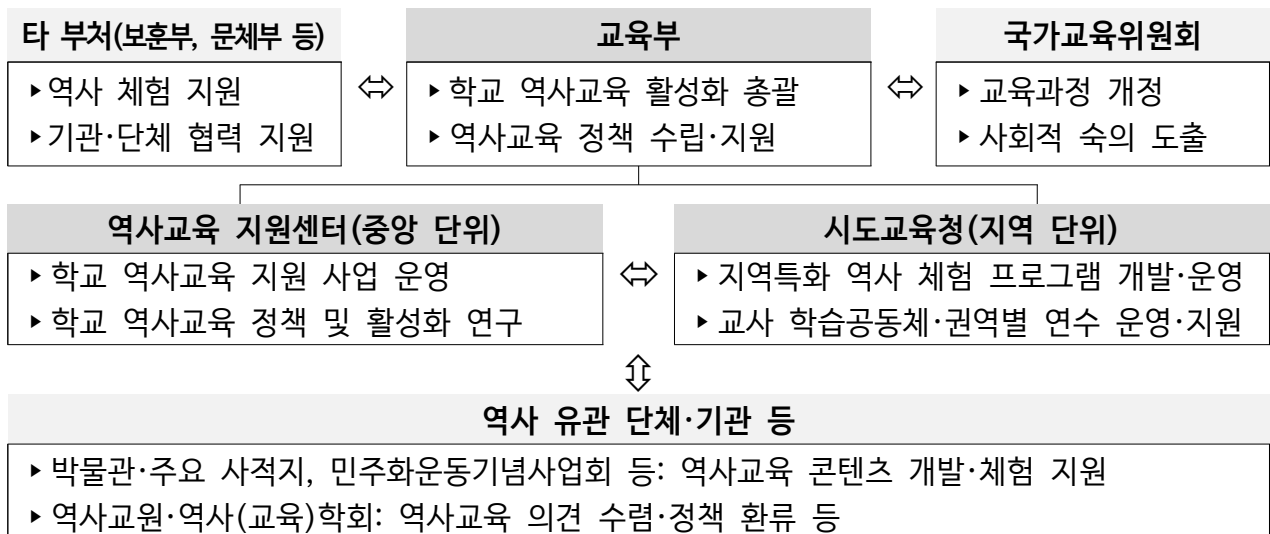 타 부처(보훈부, 문체부 등)
▸역사 체험 지원
▸기관·단체 협력 지원
⇔
교육부
▸학교 역사교육 활성화 총괄
▸역사교육 정책 수립·지원
⇔
국가교육위원회
▸교육과정 개정
▸사회적 숙의 도출
역사교육 지원센터(중앙 단위)
▸학교 역사교육 지원 사업 운영
▸학교 역사교육 정책 및 활성화 연구
⇔
시도교육청(지역 단위)
▸지역특화 역사 체험 프로그램 개발·운영
▸교사 학습공동체·권역별 연수 운영·지원
⇕
역사 유관 단체·기관 등
▸박물관·주요 사적지, 민주화운동기념사업회 등: 역사교육 콘텐츠 개발·체험 지원
▸역사교원·역사(교육)학회: 역사교육 의견 수렴·정책 환류 등